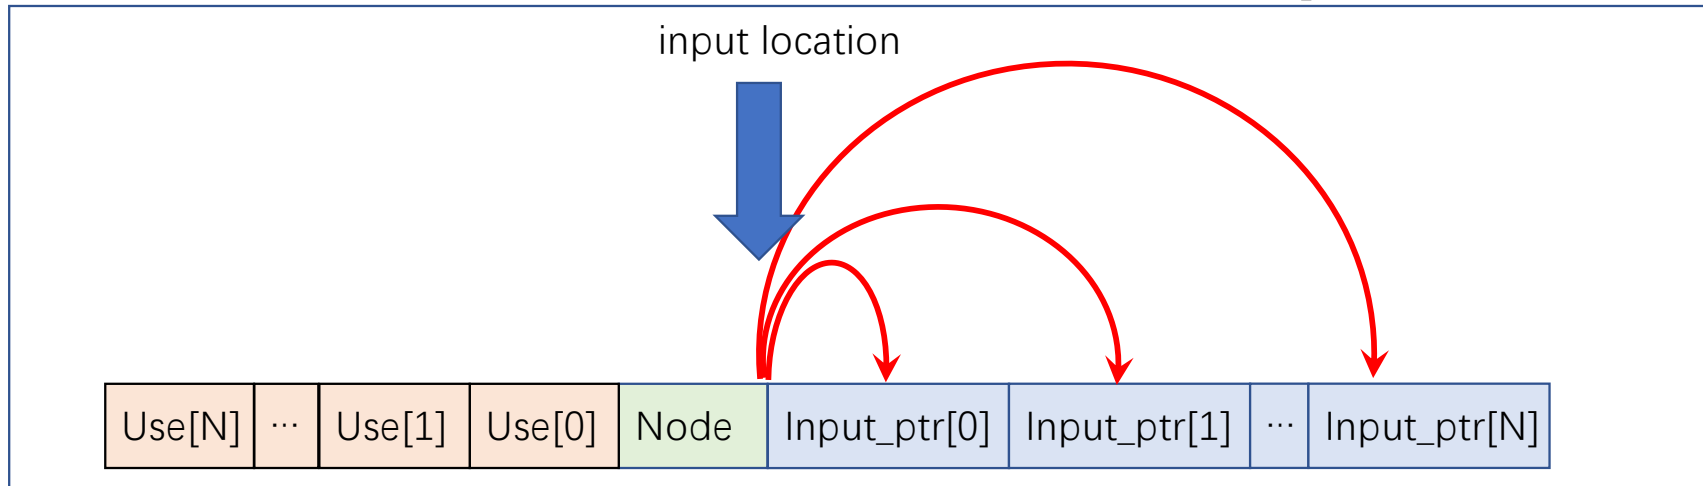 input location
Use[N] ... Use[1] Use[0] Node Input_ptr[0] Input_ptr[1] ... Input_ptr[N]